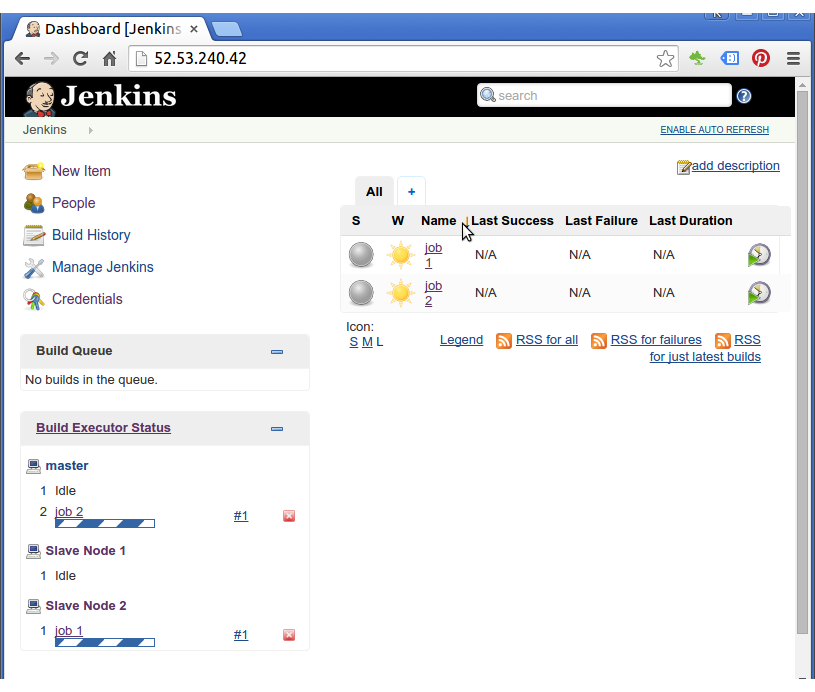 Dashboard [Jenkins
52.53.240.42
Jenkins
search
Jenkins
ENABLE AUTO REFRESH
New Item
People
Build History
Manage Jenkins
Credentials
Build Queue
No builds in the queue.
Build Executor Status
master
1 Idle
2 job 2 #1
Slave Node 1
1 Idle
Slave Node 2
1 job 1 #1
add description
All +
S W Name ↓ Last Success Last Failure Last Duration
job
1
N/A N/A N/A
job
2
N/A N/A N/A
Icon:
S M L
Legend RSS for all RSS for failures RSS
for just latest builds